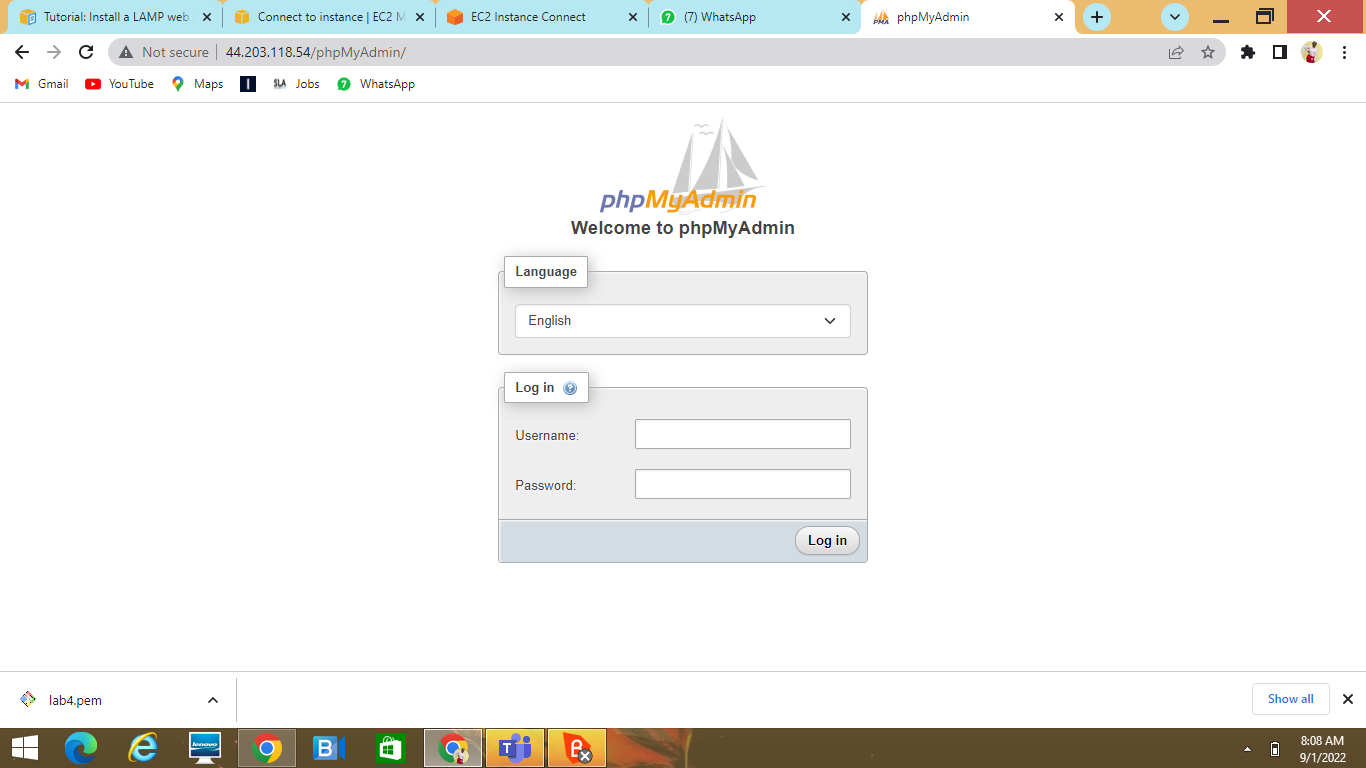 Tutorial: Install a LAMP web
Connect to instance | EC2 M
EC2 Instance Connect
(7) WhatsApp
phpMyAdmin
Not secure
44.203.118.54/phpMyAdmin/
Gmail
YouTube
Maps
SLA
Jobs
WhatsApp
phpMyAdmin
Welcome to phpMyAdmin
Language
English
Log in
Username:
Password:
Log in
lab4.pem
Show all
lenovo
8:08 AM
9/1/2022